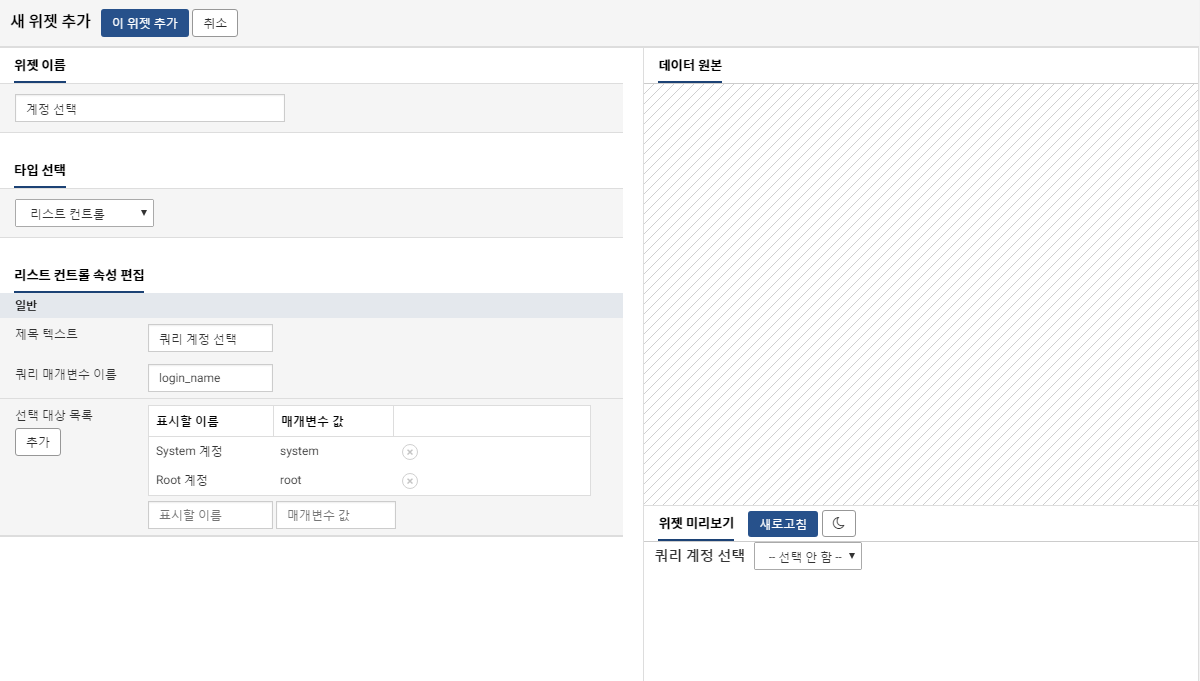 새 위젯 추가 이 위젯 추가 취소
위젯 이름
계정 선택
타입 선택
리스트 컨트롤
리스트 컨트롤 속성 편집
일반
제목 텍스트 쿼리 계정 선택
쿼리 매개변수 이름 login_name
선택 대상 목록
추가
표시할 이름 매개변수 값
System 계정 system
Root 계정 root
표시할 이름 매개변수 값
데이터 원본
위젯 미리보기 새로고침
쿼리 계정 선택 -- 선택 안 함 --